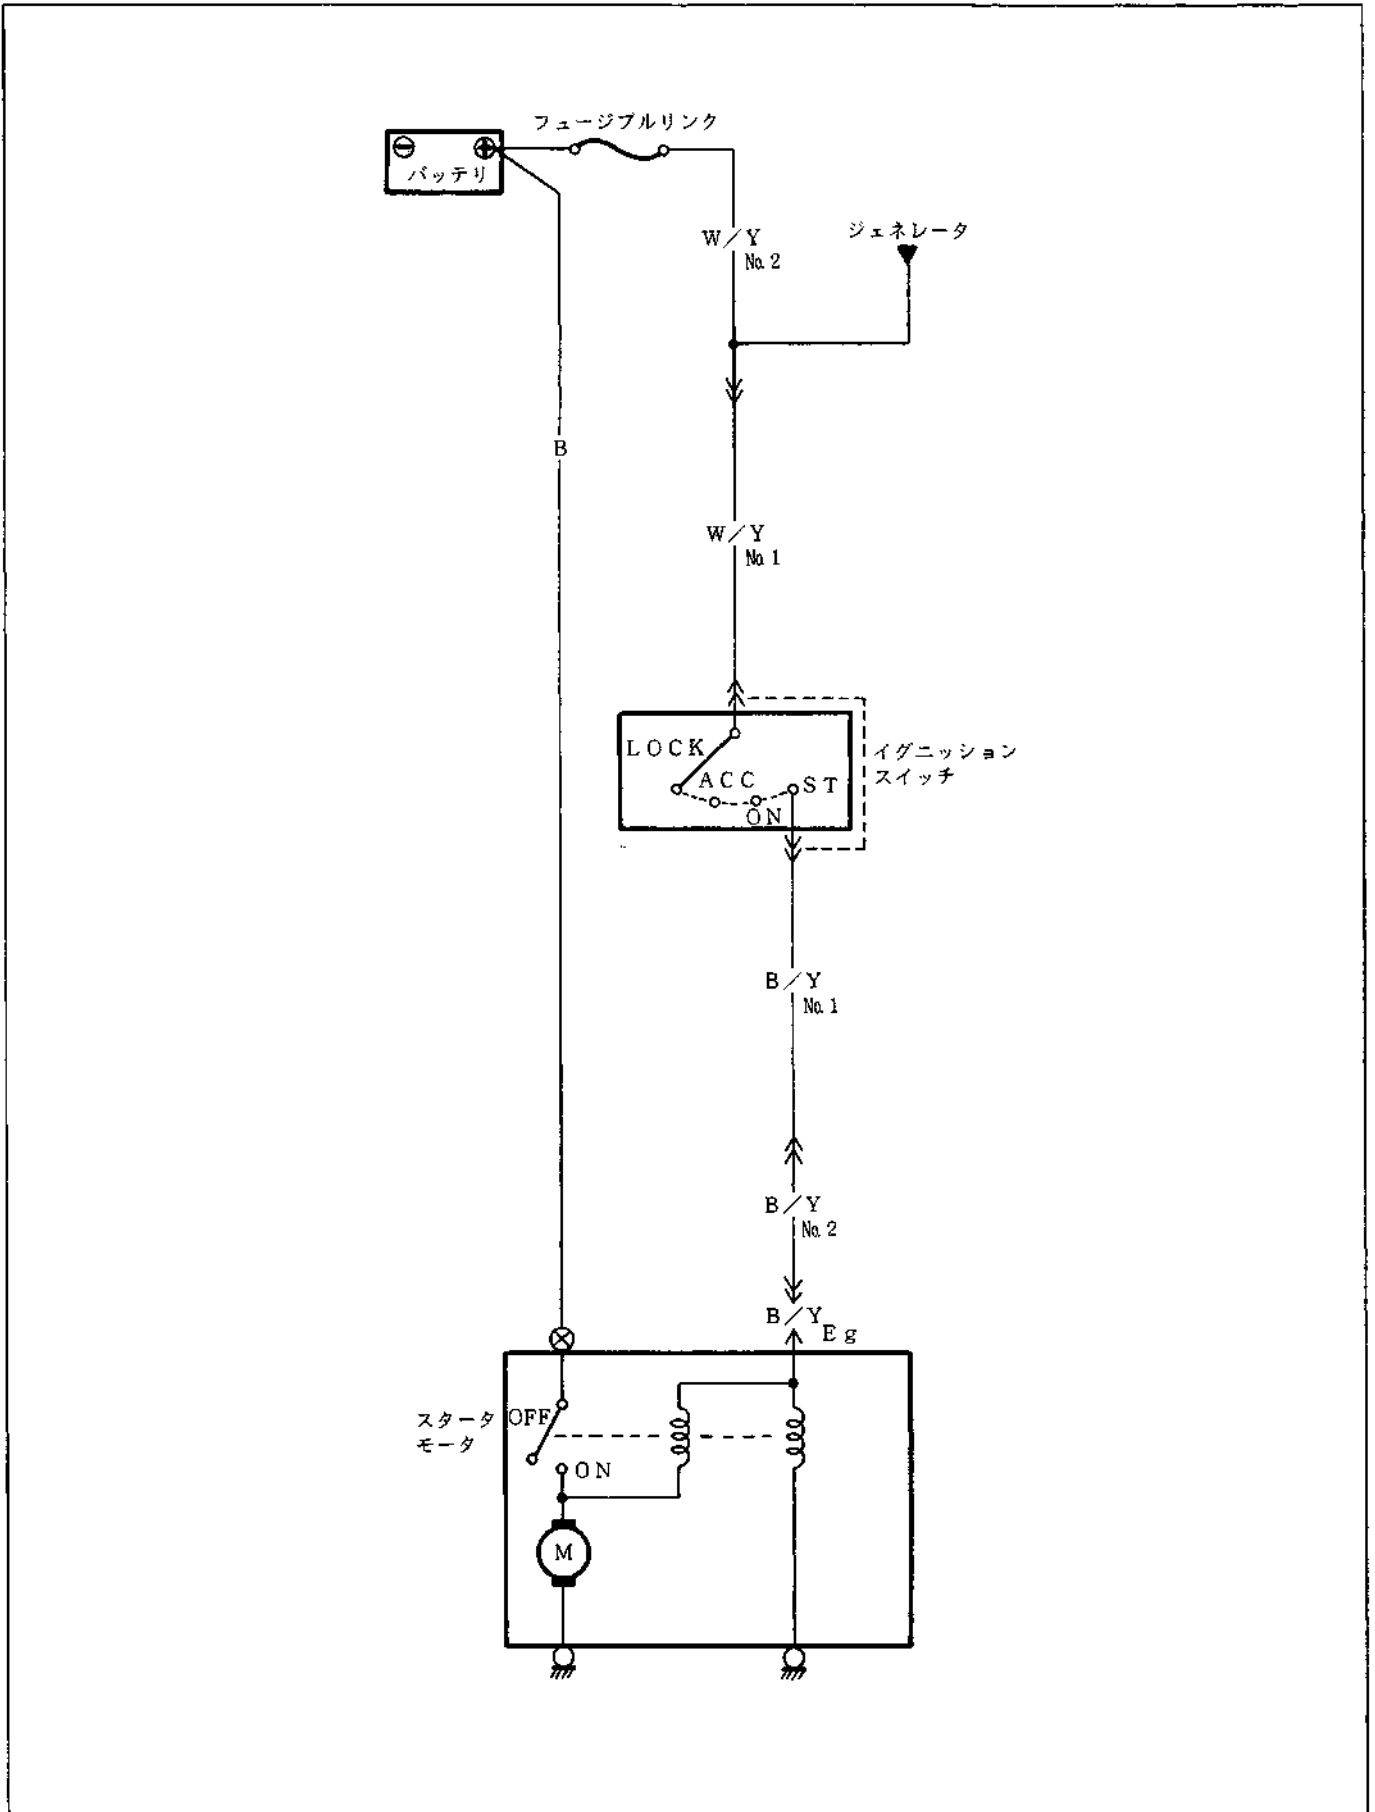 フュージブルリンク
バッテリ
ジェネレータ
W/Y
No.2
B
W/Y
No.1
LOCK
ACC
ST
ON
イグニッション
スイッチ
B/Y
No.1
B/Y
No.2
B/Y
Eg
スタータ
モータ
OFF
ON
M